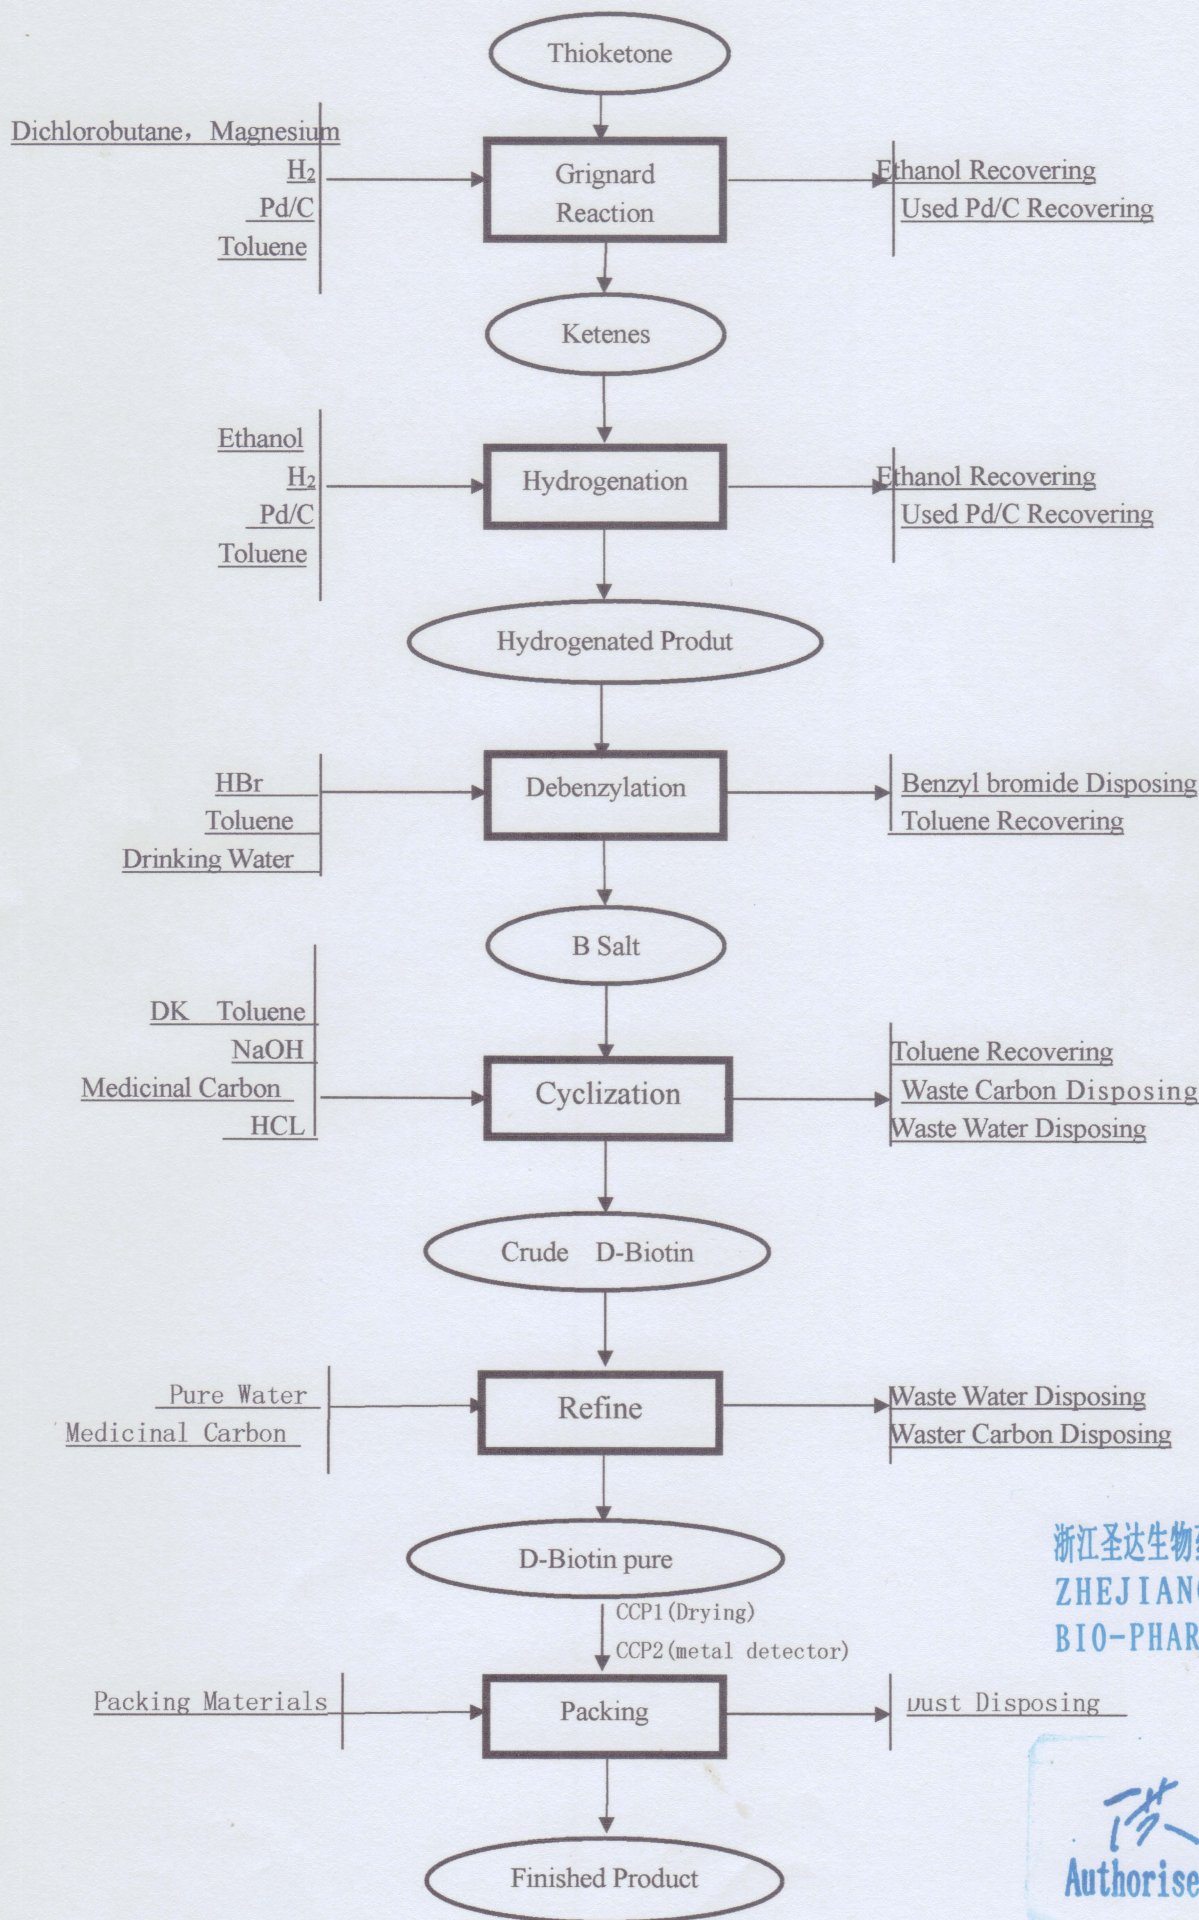 Thioketone
Dichlorobutane, Magnesium
H₂
Pd/C
Toluene
Grignard
Reaction
Ethanol Recovering
Used Pd/C Recovering
Ketenes
Ethanol
H₂
Pd/C
Toluene
Hydrogenation
Ethanol Recovering
Used Pd/C Recovering
Hydrogenated Produt
HBr
Toluene
Drinking Water
Debenzylation
Benzyl bromide Disposing
Toluene Recovering
B Salt
DK Toluene
NaOH
Medicinal Carbon
HCL
Cyclization
Toluene Recovering
Waste Carbon Disposing
Waste Water Disposing
Crude D-Biotin
Pure Water
Medicinal Carbon
Refine
Waste Water Disposing
Waster Carbon Disposing
D-Biotin pure
CCP1(Drying)
CCP2(metal detector)
Packing Materials
Packing
Dust Disposing
Finished Product
浙江圣达生物
ZHEJIANG
BIO-PHAR
Authorise